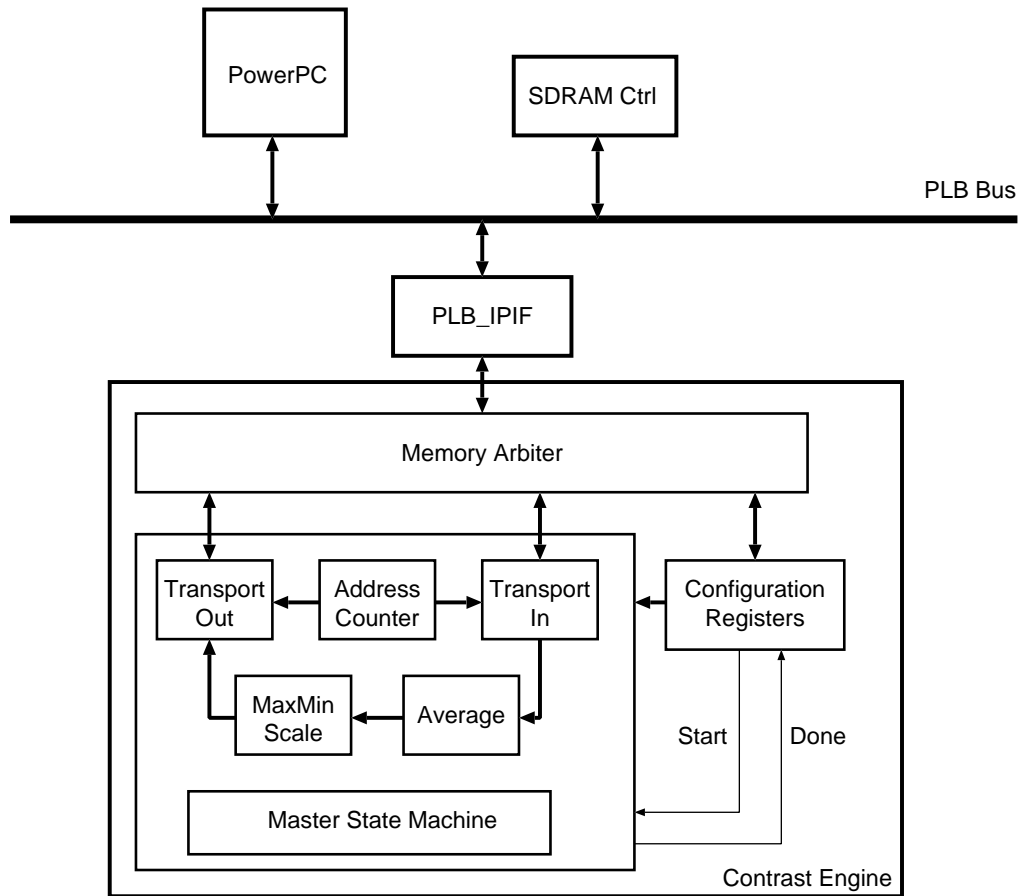 PowerPC
SDRAM Ctrl
PLB Bus
PLB_IPIF
Memory Arbiter
Transport
Out
Address
Counter
Transport
In
Configuration
Registers
MaxMin
Scale
Average
Start
Done
Master State Machine
Contrast Engine